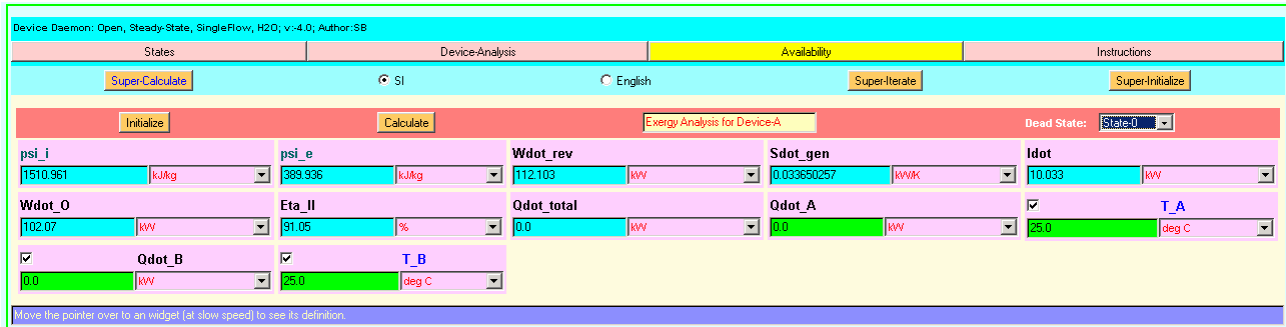 Device Daemon: Open, Steady-State, SingleFlow, H2O; v:-4.0; Author:SB
States Device-Analysis Availability Instructions
Super-Calculate SI English Super-Iterate Super-Initialize
Initialize Calculate Exergy Analysis for Device-A Dead State: State-0
psi_i psi_e Wdot_rev Sdot_gen Idot
1510.961 kJ/kg 389.936 kJ/kg 112.103 kW 0.033650257 kW/K 10.033 kW
Wdot_O Eta_II Qdot_total Qdot_A T_A
102.07 kW 91.05 % 0.0 kW 0.0 kW 25.0 deg C
Qdot_B T_B
0.0 kW 25.0 deg C
Move the pointer over to an widget (at slow speed) to see its definition.